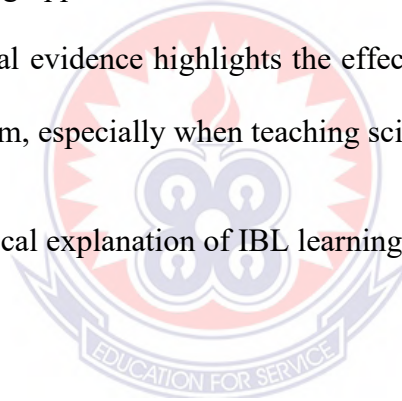 al evidence highlights the effec
m, especially when teaching sci
cal explanation of IBL learning
EDUCATION FOR SERVICE